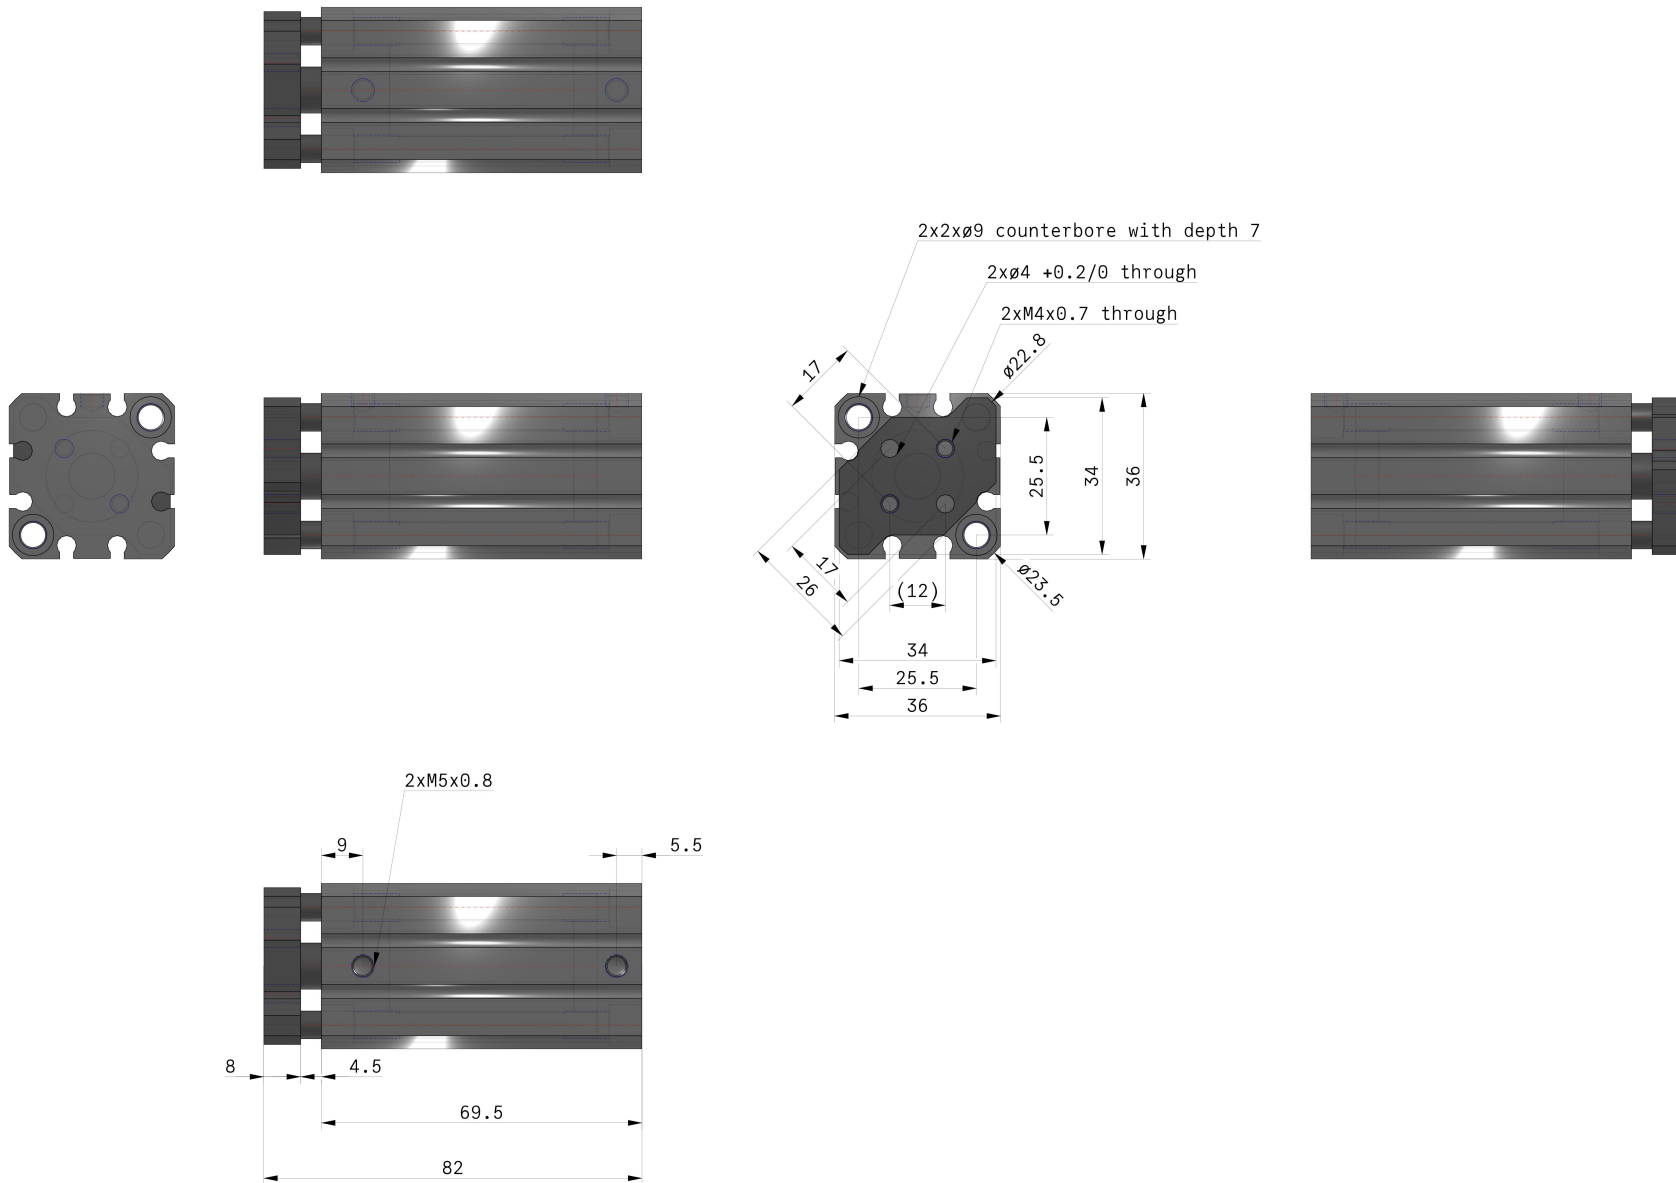 2x2xø9 counterbore with depth 7
2xø4 +0.2/0 through
2xM4x0.7 through
ø22.8
17
25.5
34
36
17
26
(12)
ø23.5
34
25.5
36
2xM5x0.8
9
5.5
8
4.5
69.5
82